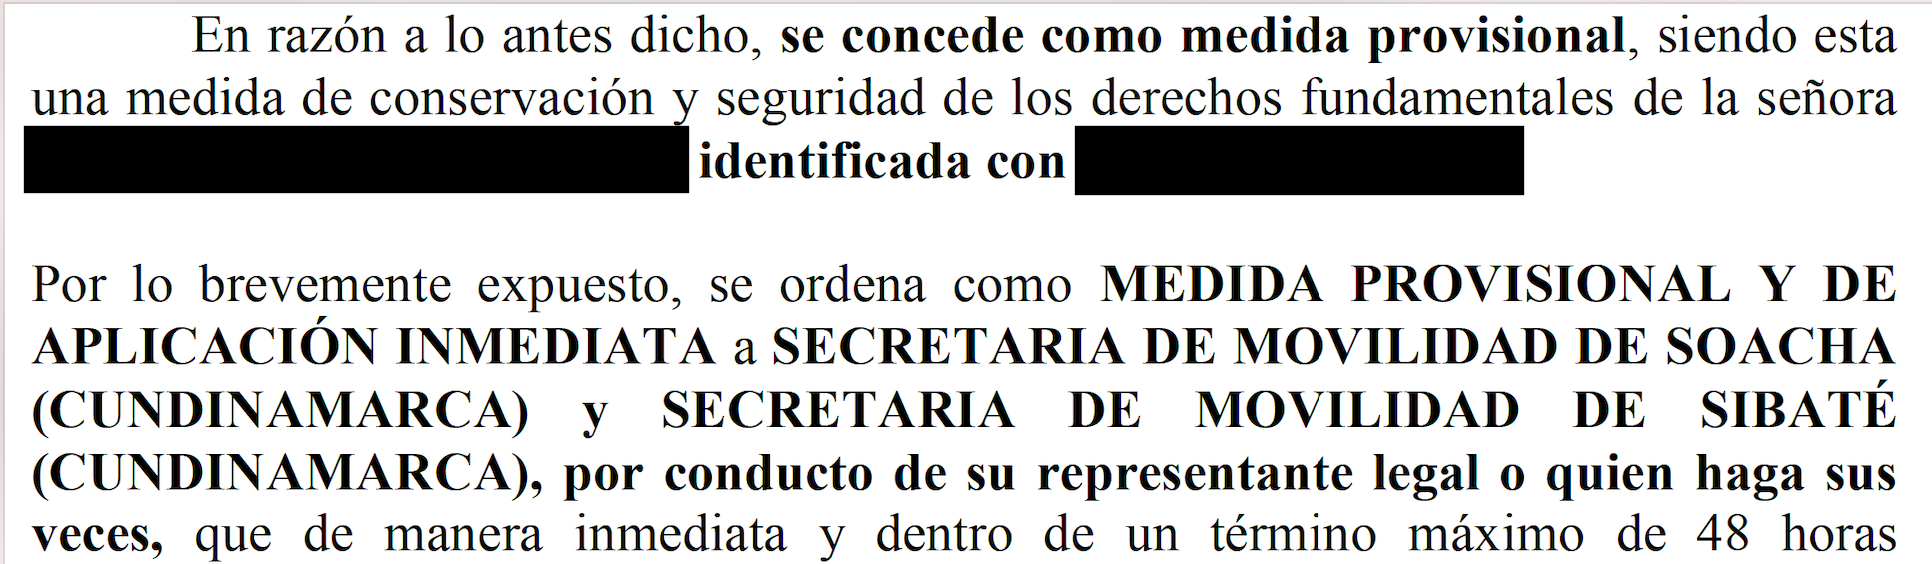 En razón a lo antes dicho, se concede como medida provisional, siendo esta
una medida de conservación y seguridad de los derechos fundamentales de la señora
identificada con
Por lo brevemente expuesto, se ordena como MEDIDA PROVISIONAL Y DE
APLICACIÓN INMEDIATA a SECRETARIA DE MOVILIDAD DE SOACHA
(CUNDINAMARCA) y SECRETARIA DE MOVILIDAD DE SIBATÉ
(CUNDINAMARCA), por conducto de su representante legal o quien haga sus
veces, que de manera inmediata y dentro de un término máximo de 48 horas